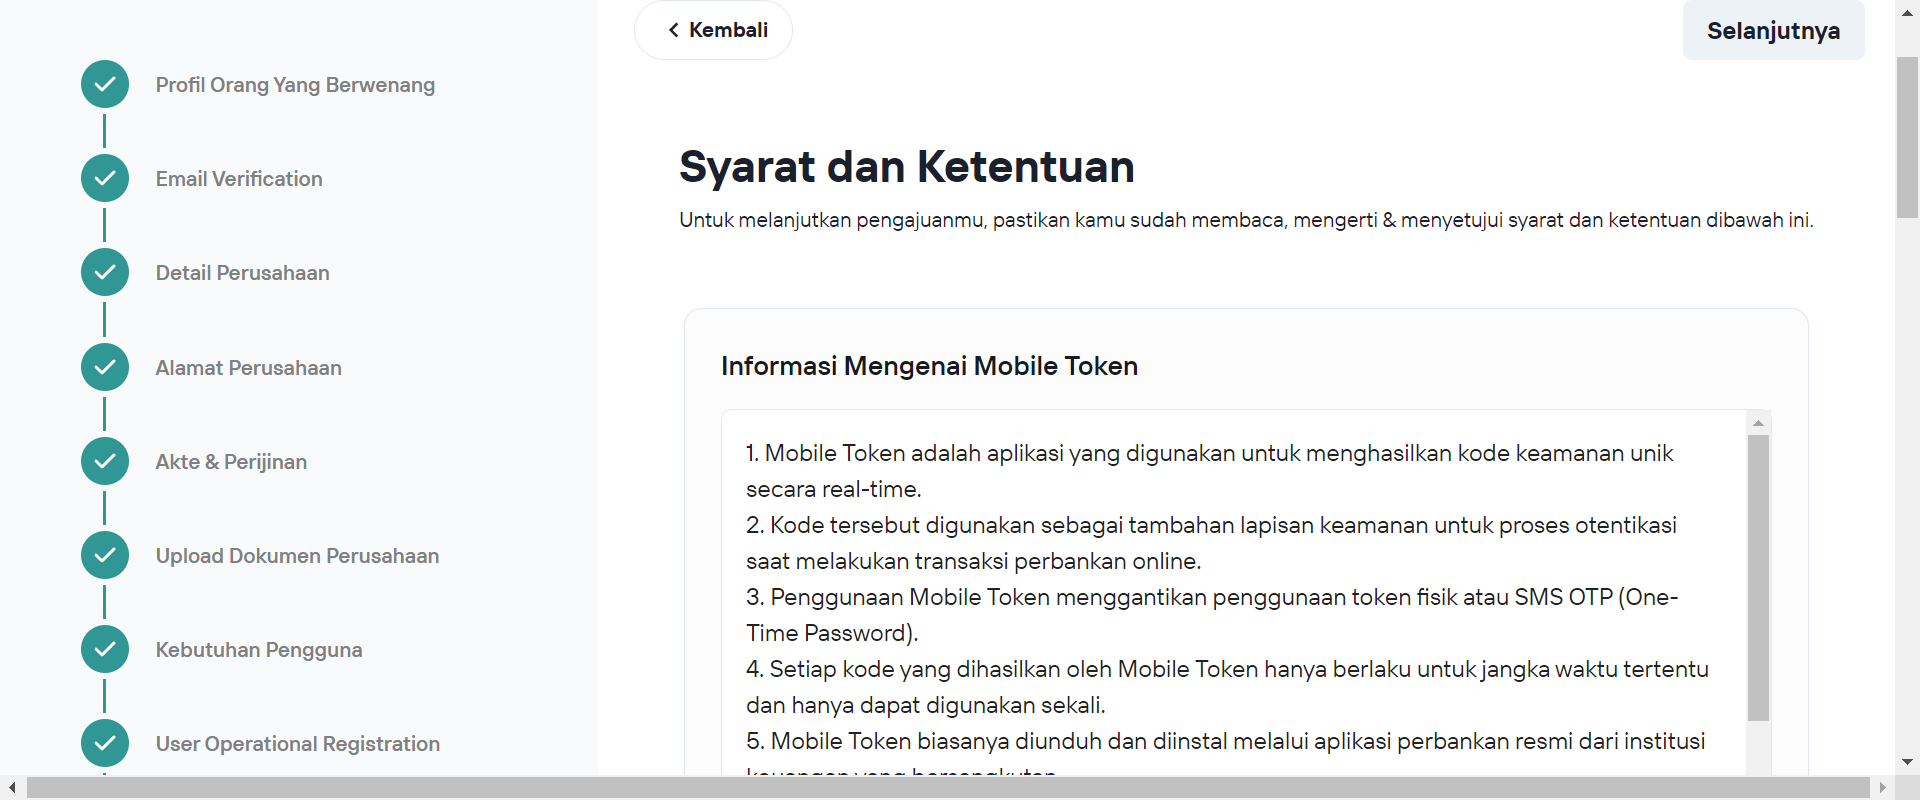 Profil Orang Yang Berwenang
Email Verification
Detail Perusahaan
Alamat Perusahaan
Akte & Perijinan
Upload Dokumen Perusahaan
Kebutuhan Pengguna
User Operational Registration
Kembali
Selanjutnya
Syarat dan Ketentuan
Untuk melanjutkan pengajuanmu, pastikan kamu sudah membaca, mengerti & menyetujui syarat dan ketentuan dibawah ini.
Informasi Mengenai Mobile Token
1. Mobile Token adalah aplikasi yang digunakan untuk menghasilkan kode keamanan unik
secara real-time.
2. Kode tersebut digunakan sebagai tambahan lapisan keamanan untuk proses otentikasi
saat melakukan transaksi perbankan online.
3. Penggunaan Mobile Token menggantikan penggunaan token fisik atau SMS OTP (One-
Time Password).
4. Setiap kode yang dihasilkan oleh Mobile Token hanya berlaku untuk jangka waktu tertentu
dan hanya dapat digunakan sekali.
5. Mobile Token biasanya diunduh dan diinstal melalui aplikasi perbankan resmi dari institusi